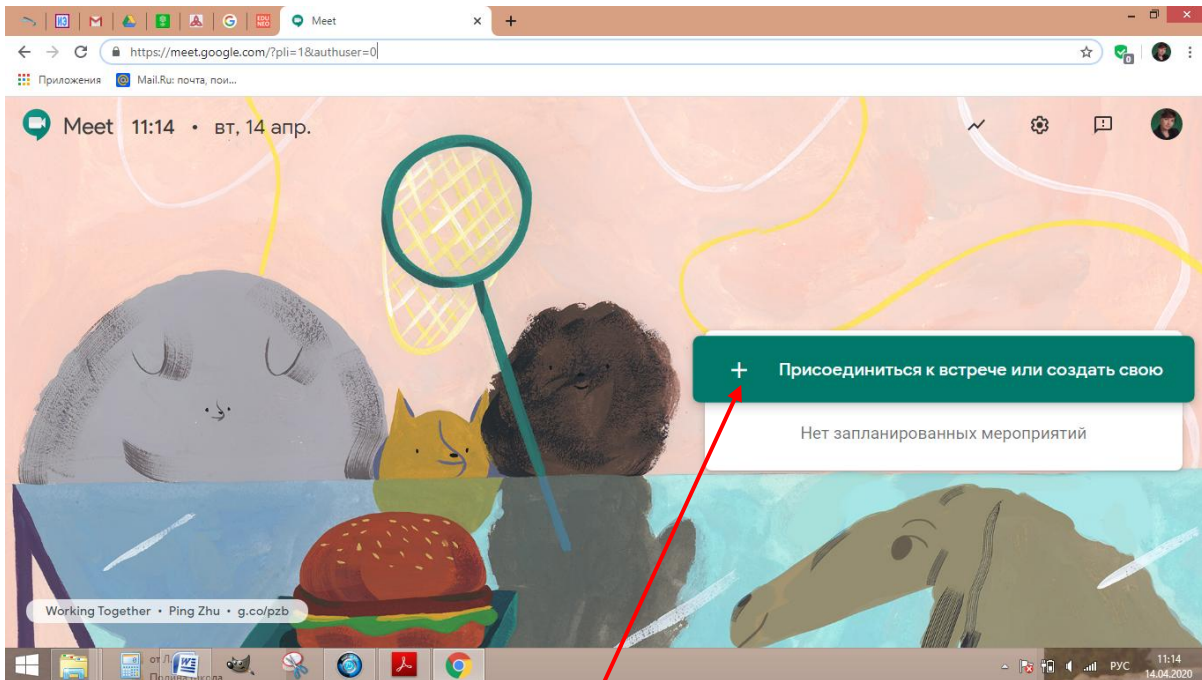 Meet
https://meet.google.com/?pli=1&authuser=0
Приложения Mail.Ru: почта, пои...
Meet 11:14 • вт, 14 апр.
+ Присоединиться к встрече или создать свою
Нет запланированных мероприятий
Working Together • Ping Zhu • g.co/pzb
РУС
11:14
14.04.2020